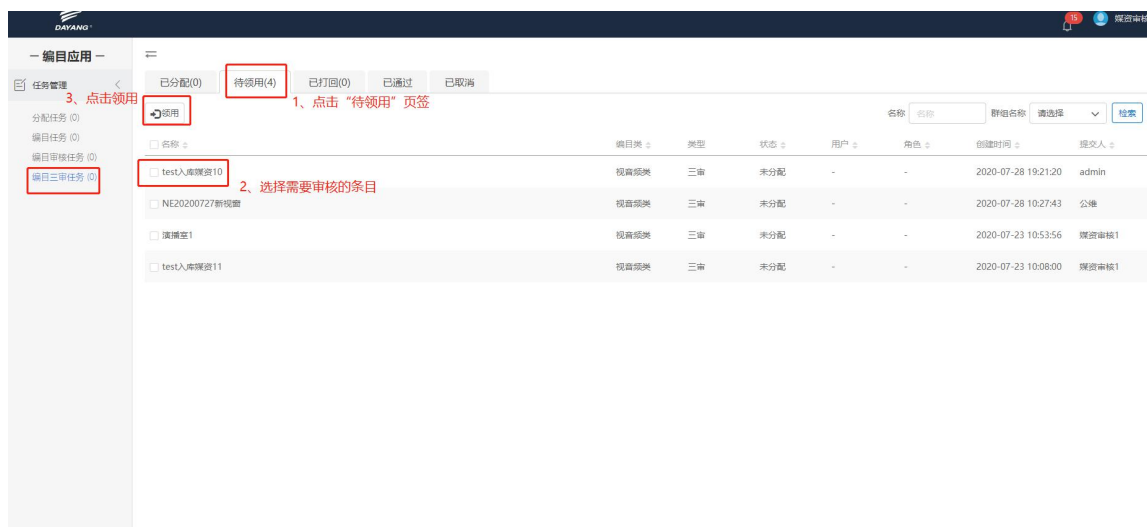 DAYANG
15 媒资审核
— 编目应用 —
任务管理
已分配(0) 待领用(4) 已打回(0) 已通过 已取消
3、点击领用
1、点击“待领用”页签
分配任务 (0)
领用 名称 名称 群组名称 请选择 检索
编目任务 (0)
名称 编目类 类型 状态 用户 角色 创建时间 提交人
编目审核任务 (0)
编目三审任务 (0)
test入库媒资10 视音频类 三审 未分配 - - 2020-07-28 19:21:20 admin
2、选择需要审核的条目
NE20200727新视窗 视音频类 三审 未分配 - - 2020-07-28 10:27:43 公维
演播室1 视音频类 三审 未分配 - - 2020-07-23 10:53:56 媒资审核1
test入库媒资11 视音频类 三审 未分配 - - 2020-07-23 10:08:00 媒资审核1